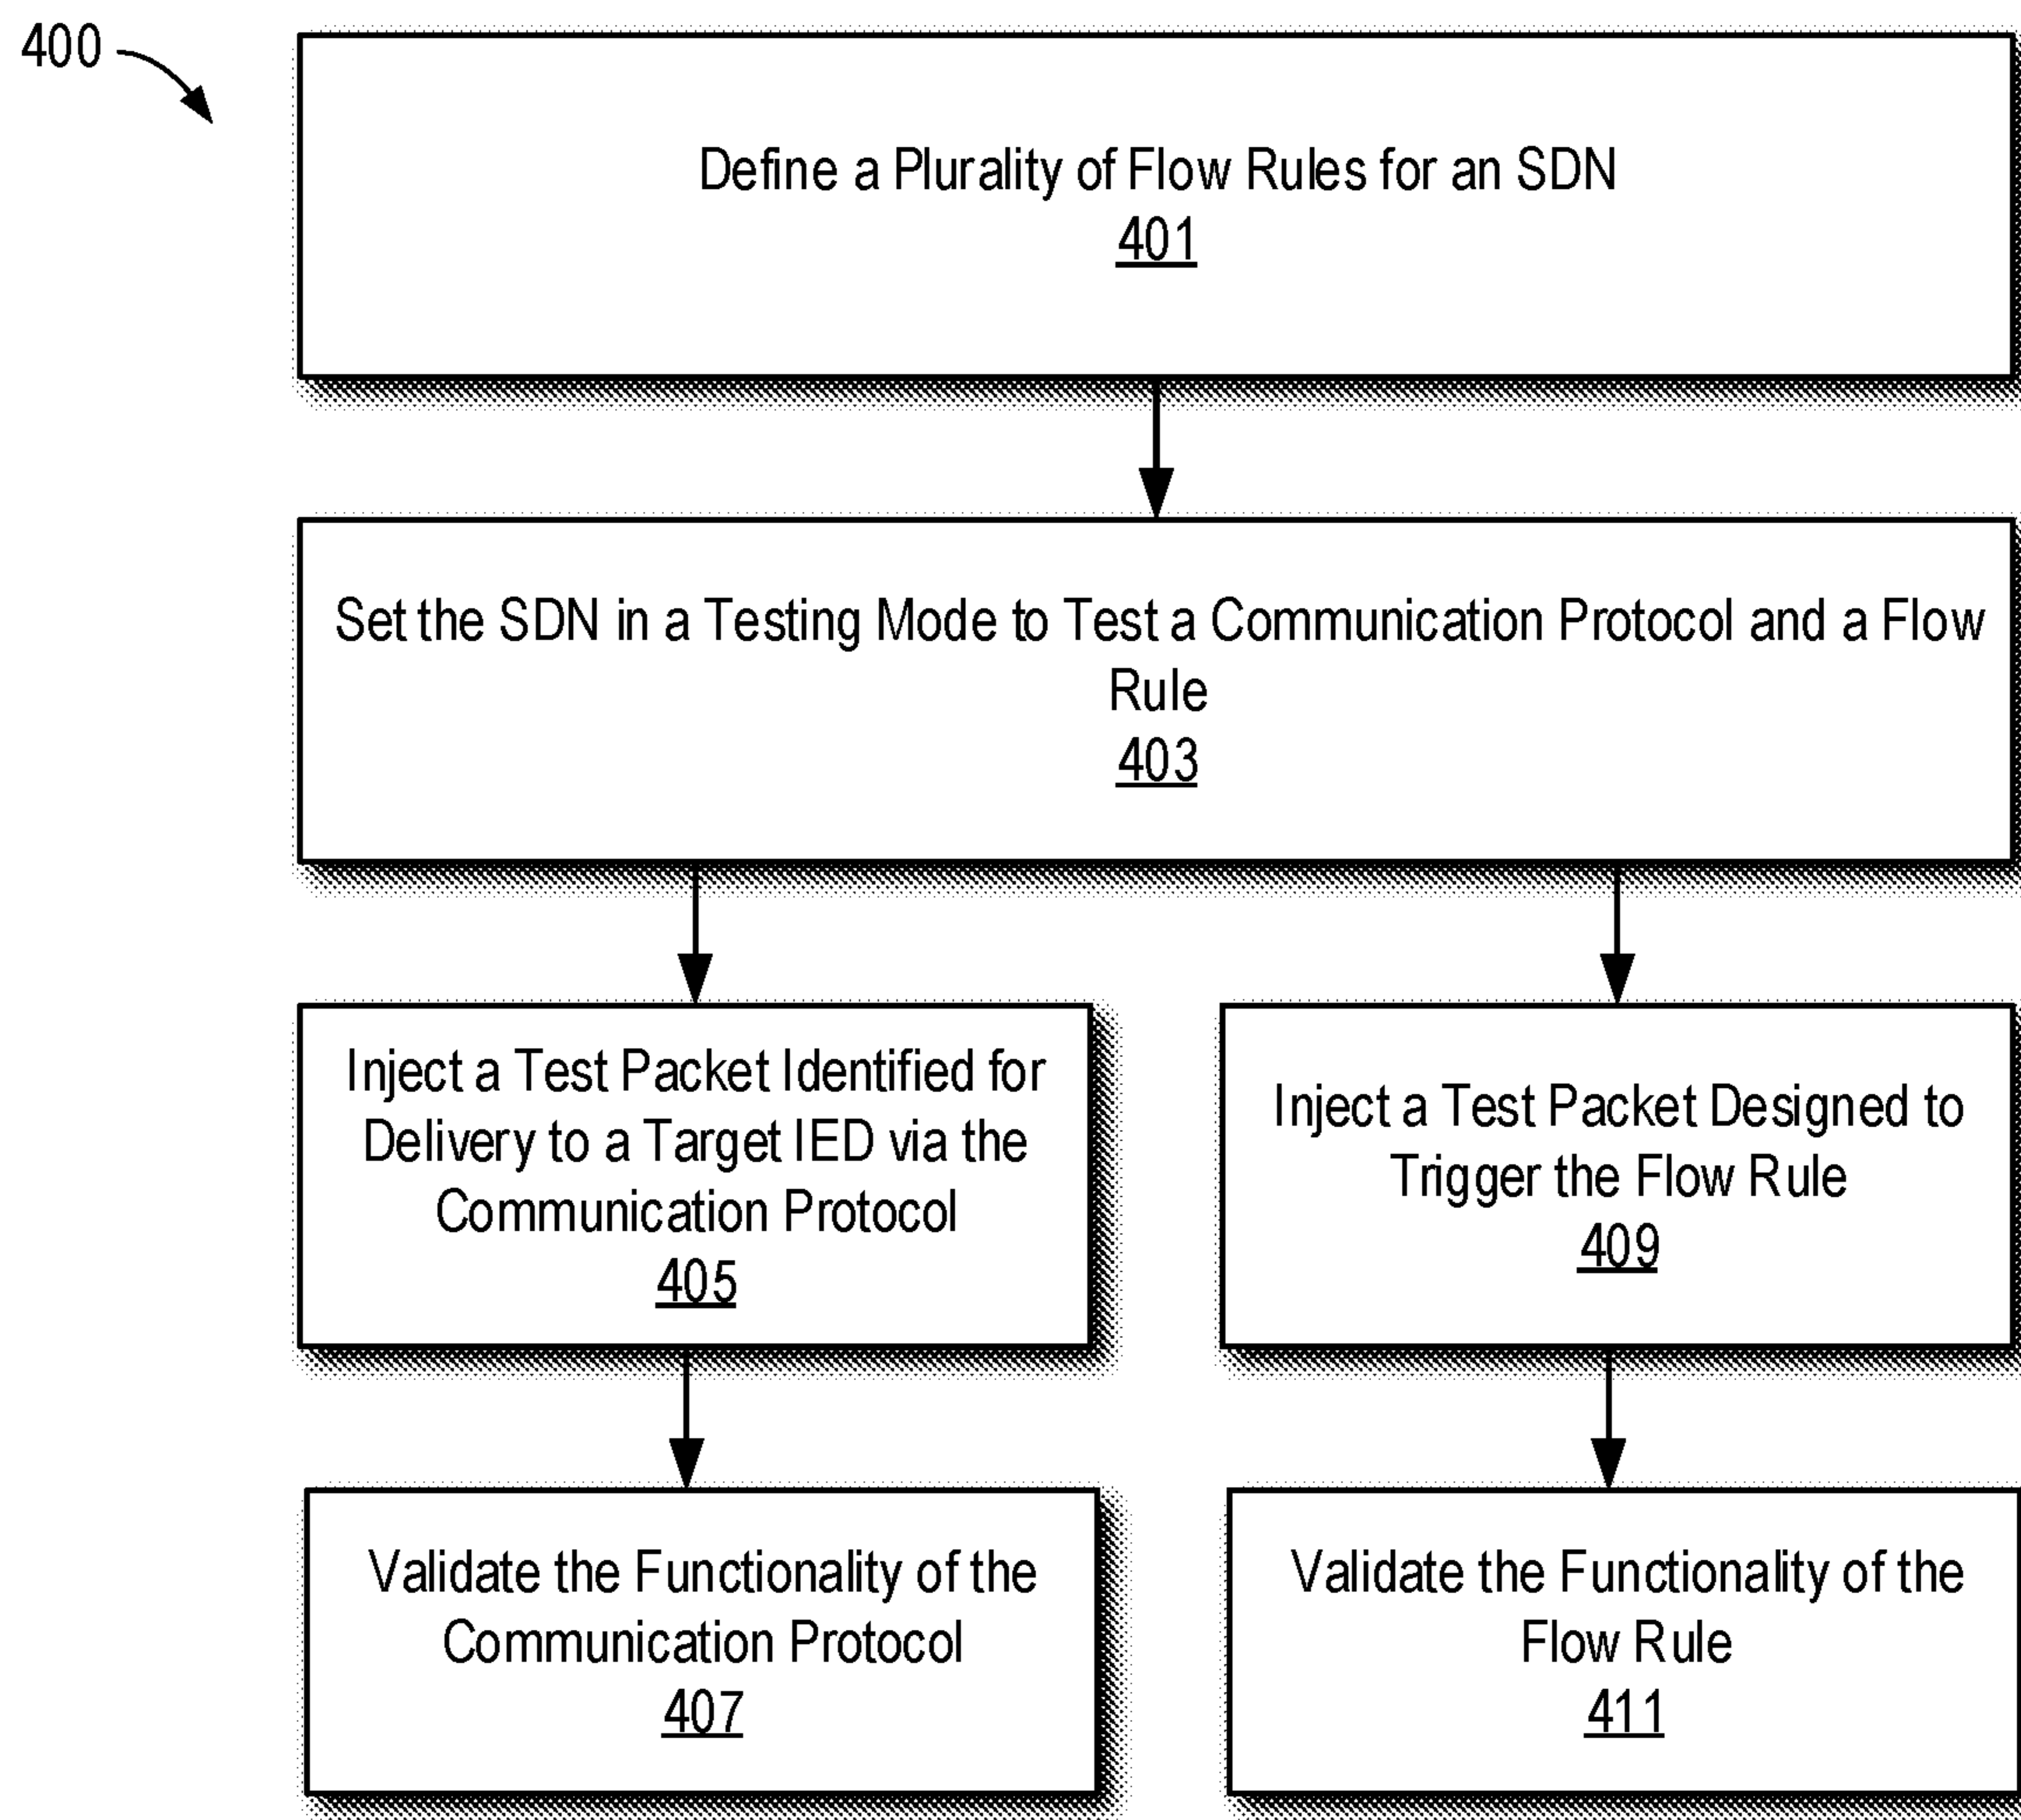 400
Define a Plurality of Flow Rules for an SDN
401
Set the SDN in a Testing Mode to Test a Communication Protocol and a Flow
Rule
403
Inject a Test Packet Identified for
Delivery to a Target IED via the
Communication Protocol
405
Inject a Test Packet Designed to
Trigger the Flow Rule
409
Validate the Functionality of the
Communication Protocol
407
Validate the Functionality of the
Flow Rule
411